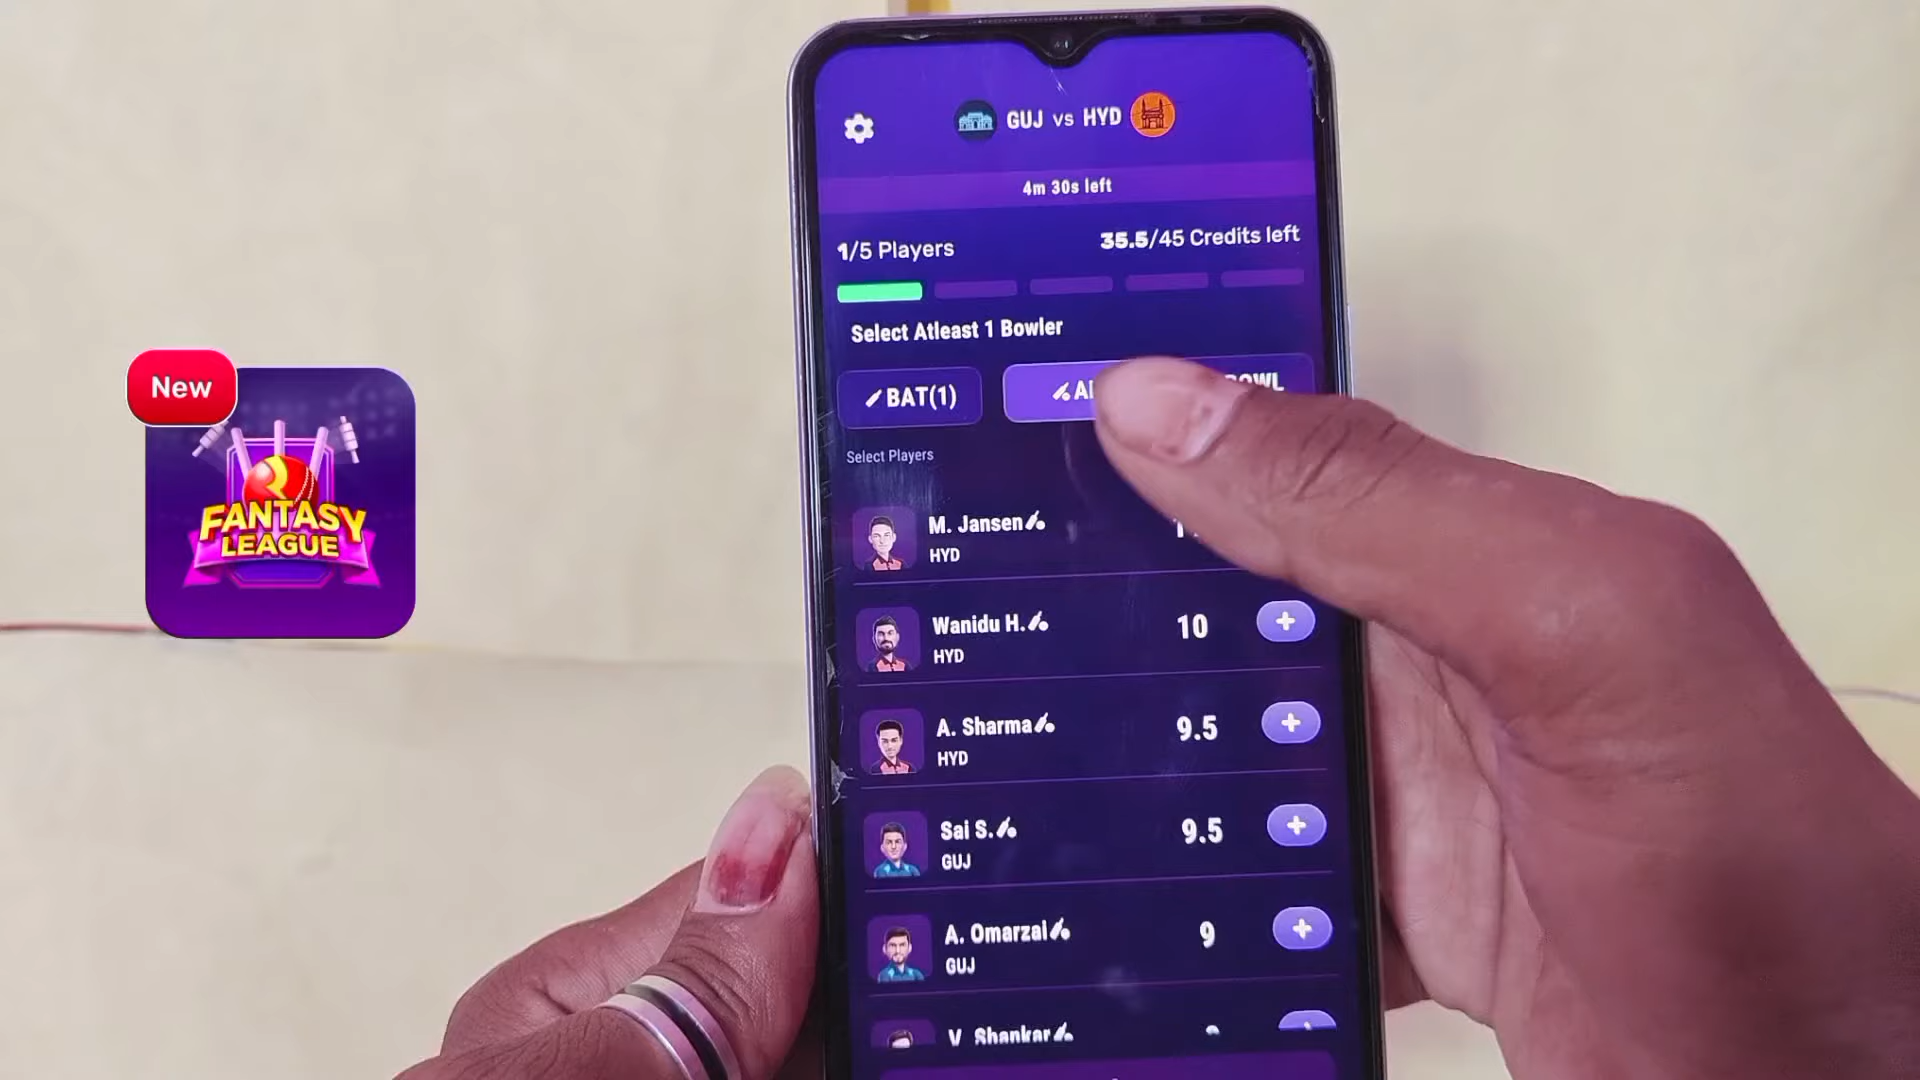 GUJ vs HYD
4m 30s left
1/5 Players
35.5/45 Credits left
Select Atleast 1 Bowler
BAT(1)
Select Players
New
FANTASY
LEAGUE
M. Jansen
HYD
Wanidu H.
10
HYD
A. Sharma
9.5
HYD
Sai S.
9.5
GUJ
A. Omarzai
9
GUJ
V Shankar